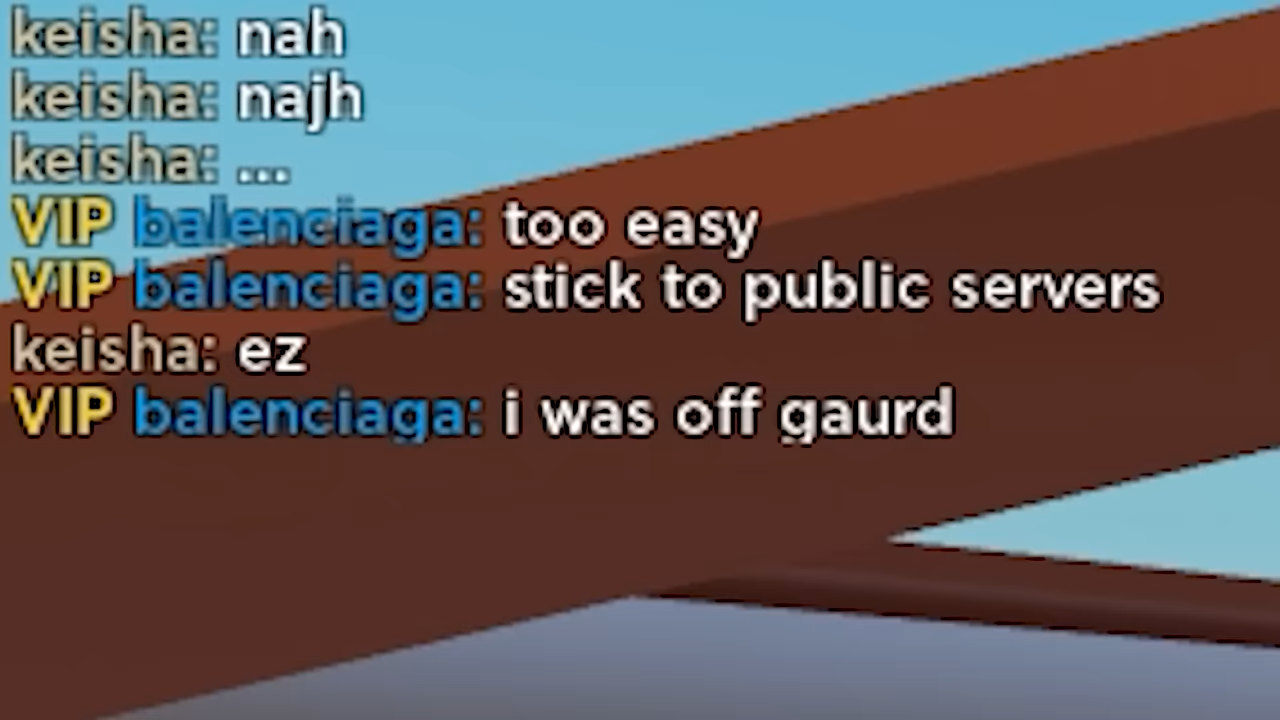 keisha: nah
keisha: najh
keisha: ...
VIP balenciaga: too easy
VIP balenciaga: stick to public servers
keisha: ez
VIP balenciaga: i was off gaurd